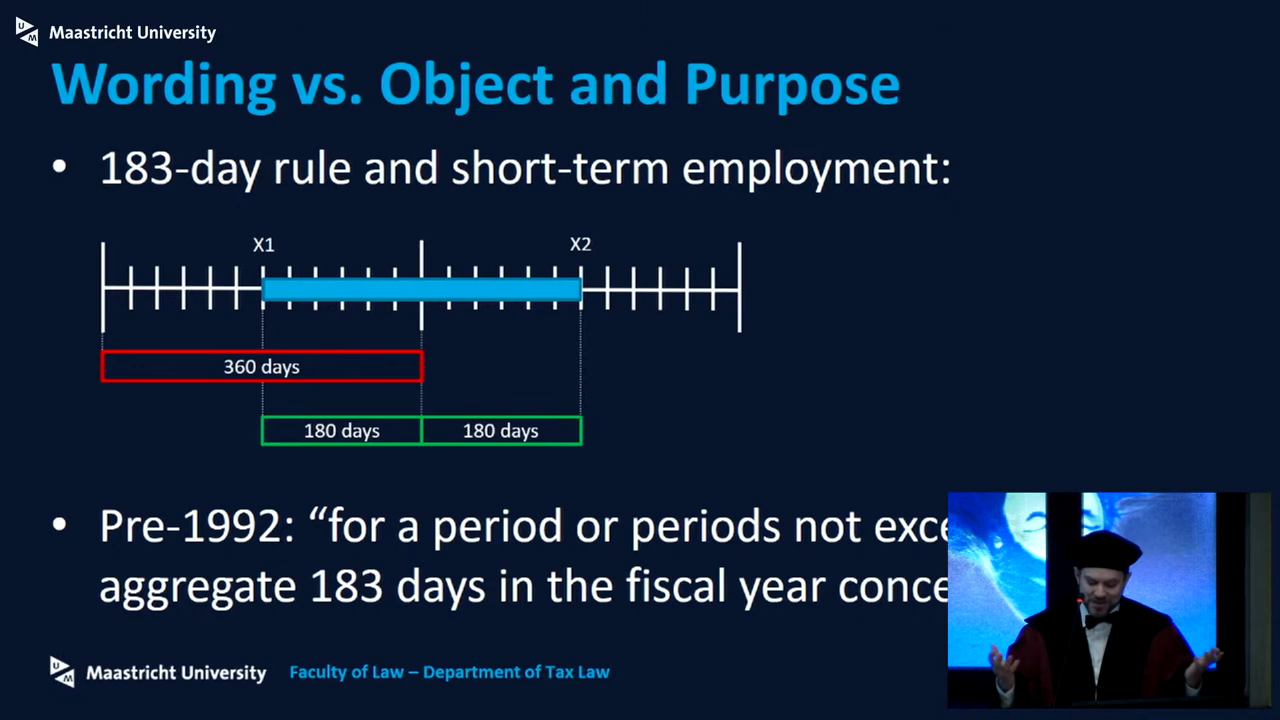 Maastricht University
Wording vs. Object and Purpose
• 183-day rule and short-term employment:
X1 X2
360 days
180 days 180 days
• Pre-1992: “for a period or periods not exce
aggregate 183 days in the fiscal year conce
Maastricht University Faculty of Law – Department of Tax Law